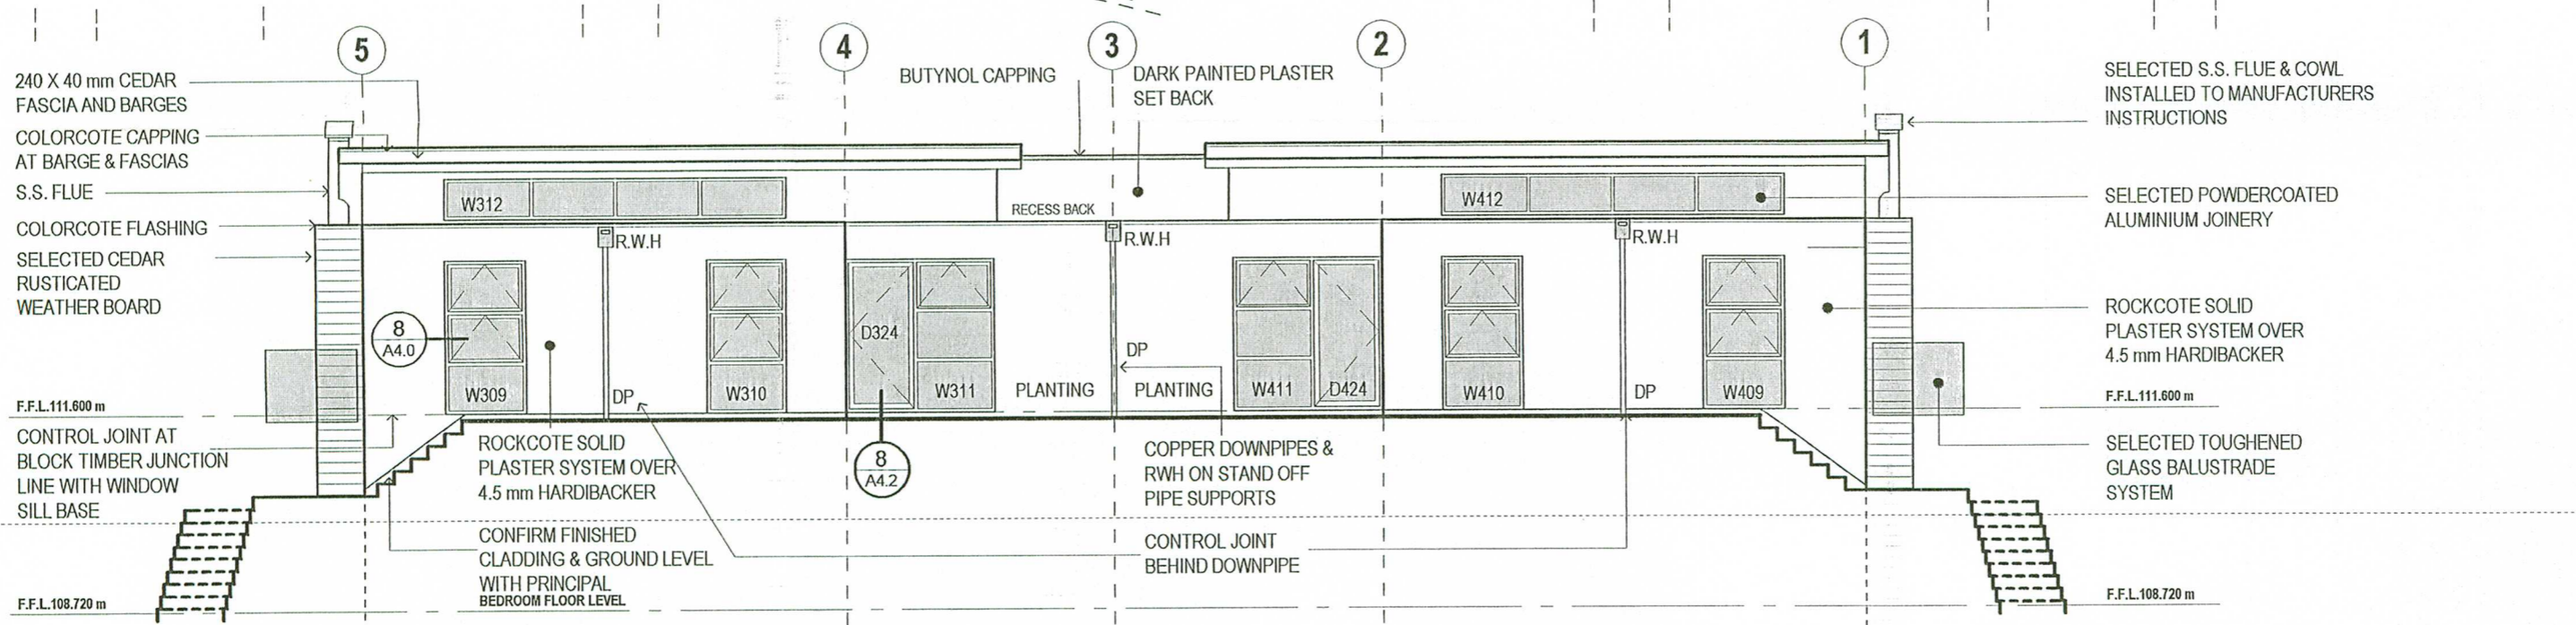 5
4
3
2
1
240 X 40 mm CEDAR
FASCIA AND BARGES
COLORCOTE CAPPING
AT BARGE & FASCIAS
S.S. FLUE
COLORCOTE FLASHING
SELECTED CEDAR
RUSTICATED
WEATHER BOARD
F.F.L.111.600 m
CONTROL JOINT AT
BLOCK TIMBER JUNCTION
LINE WITH WINDOW
SILL BASE
F.F.L.108.720 m
BUTYNOL CAPPING
DARK PAINTED PLASTER
SET BACK
W312
RECESS BACK
W412
R.W.H
R.W.H
R.W.H
8
A4.0
W309
DP
W310
D324
W311
PLANTING
DP
PLANTING
W411
D424
W410
DP
W409
8
A4.2
ROCKCOTE SOLID
PLASTER SYSTEM OVER
4.5 mm HARDIBACKER
CONFIRM FINISHED
CLADDING & GROUND LEVEL
WITH PRINCIPAL
BEDROOM FLOOR LEVEL
COPPER DOWNPIPES &
RWH ON STAND OFF
PIPE SUPPORTS
CONTROL JOINT
BEHIND DOWNPIPE
SELECTED S.S. FLUE & COWL
INSTALLED TO MANUFACTURERS
INSTRUCTIONS
SELECTED POWDERCOATED
ALUMINIUM JOINERY
ROCKCOTE SOLID
PLASTER SYSTEM OVER
4.5 mm HARDIBACKER
F.F.L.111.600 m
SELECTED TOUGHENED
GLASS BALUSTRADE
SYSTEM
F.F.L.108.720 m